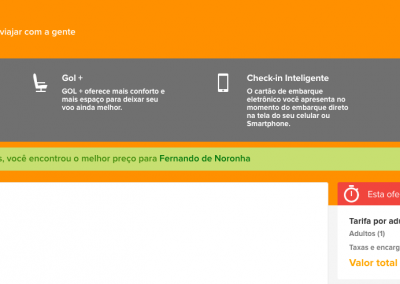 viajar com a gente
Gol +
GOL + oferece mais conforto e
mais espaço para deixar seu
voo ainda melhor.
Check-in Inteligente
O cartão de embarque
eletrônico você apresenta no
momento do embarque direto
na tela do seu celular ou
Smartphone.
s, você encontrou o melhor preço para Fernando de Noronha
Esta ofe
Tarifa por adu
Adultos (1)
Taxas e encarg
Valor total